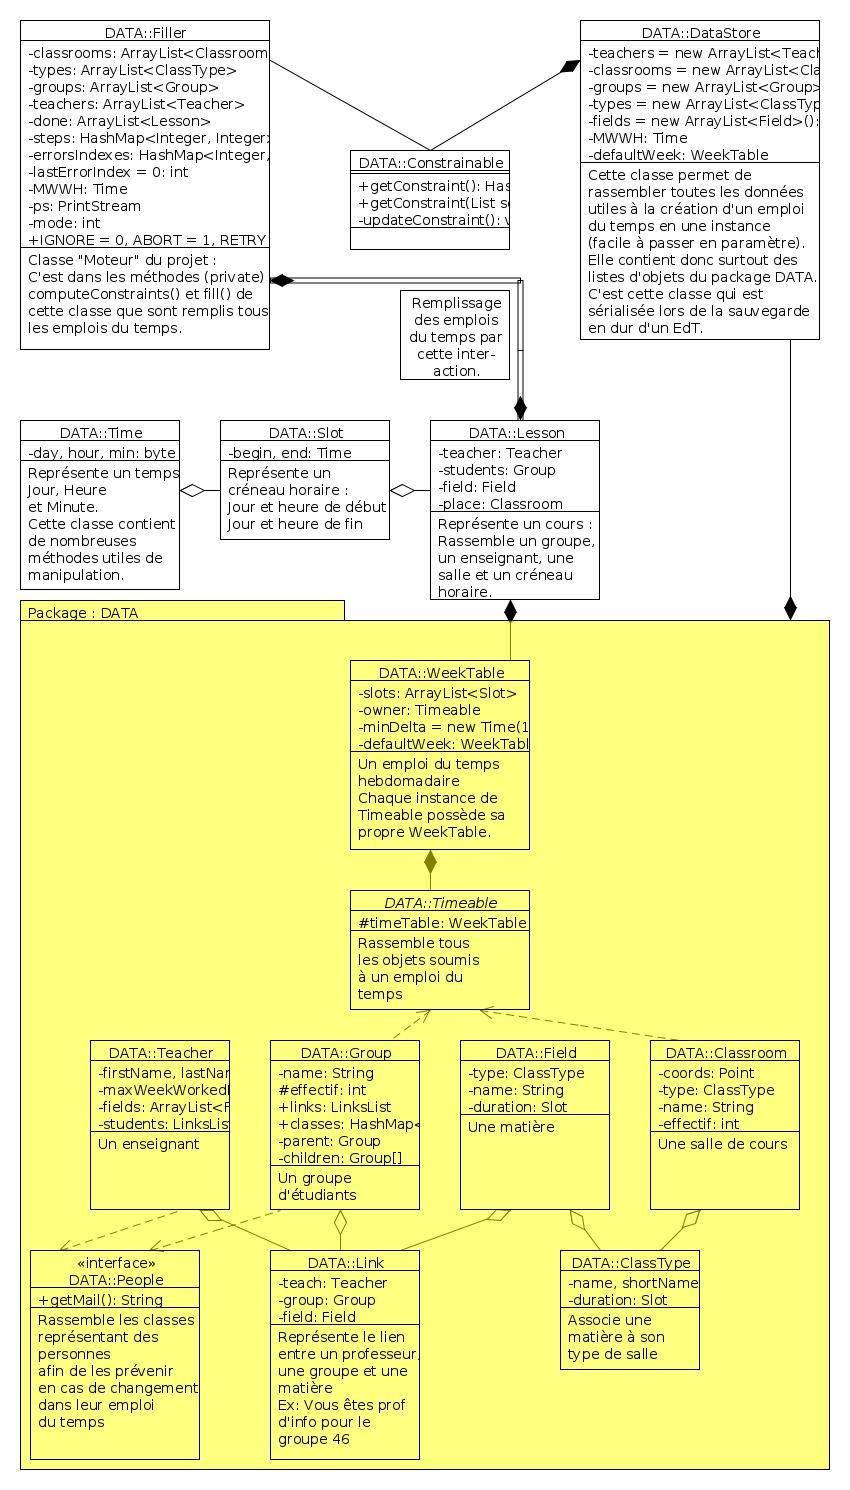 DATA::Filler
-classrooms: ArrayList<Classroom
-types: ArrayList<ClassType>
-groups: ArrayList<Group>
-teachers: ArrayList<Teacher>
-done: ArrayList<Lesson>
-steps: HashMap<Integer, Integer>
-errorsIndexes: HashMap<Integer,
-lastErrorIndex = 0: int
-MWWH: Time
-ps: PrintStream
-mode: int
+IGNORE = 0, ABORT = 1, RETRY
Classe "Moteur" du projet :
C'est dans les méthodes (private)
computeConstraints() et fill() de
cette classe que sont remplis tous
les emplois du temps.
DATA::Constrainable
+getConstraint(): Has
+getConstraint(List s
-updateConstraint(): v
DATA::DataStore
-teachers = new ArrayList<Teach
-classrooms = new ArrayList<Cla
-groups = new ArrayList<Group>
-types = new ArrayList<ClassTyp
-fields = new ArrayList<Field>():
-MWWH: Time
-defaultWeek: WeekTable
Cette classe permet de
rassembler toutes les données
utiles à la création d'un emploi
du temps en une instance
(facile à passer en paramètre).
Elle contient donc surtout des
listes d'objets du package DATA.
C'est cette classe qui est
sérialisée lors de la sauvegarde
en dur d'un EdT.
Remplissage
des emplois
du temps par
cette inter-
action.
DATA::Time
-day, hour, min: byte
Représente un temps
Jour, Heure
et Minute.
Cette classe contient
de nombreuses
méthodes utiles de
manipulation.
DATA::Slot
-begin, end: Time
Représente un
créneau horaire :
Jour et heure de début
Jour et heure de fin
DATA::Lesson
-teacher: Teacher
-students: Group
-field: Field
-place: Classroom
Représente un cours :
Rassemble un groupe,
un enseignant, une
salle et un créneau
horaire.
Package : DATA
DATA::WeekTable
-slots: ArrayList<Slot>
-owner: Timeable
-minDelta = new Time(1
-defaultWeek: WeekTabl
Un emploi du temps
hebdomadaire
Chaque instance de
Timeable possède sa
propre WeekTable.
DATA::Timeable
#timeTable: WeekTable
Rassemble tous
les objets soumis
à un emploi du
temps
DATA::Teacher
-firstName, lastNam
-maxWeekWorked
-fields: ArrayList<F
-students: LinksLis
Un enseignant
DATA::Group
-name: String
#effectif: int
+links: LinksList
+classes: HashMap<
-parent: Group
-children: Group[]
Un groupe
d'étudiants
DATA::Field
-type: ClassType
-name: String
-duration: Slot
Une matière
DATA::Classroom
-coords: Point
-type: ClassType
-name: String
-effectif: int
Une salle de cours
«interface»
DATA::People
+getMail(): String
Rassemble les classes
représentant des
personnes
afin de les prévenir
en cas de changement
dans leur emploi
du temps
DATA::Link
-teach: Teacher
-group: Group
-field: Field
Représente le lien
entre un professeur,
une groupe et une
matière
Ex: Vous êtes prof
d'info pour le
groupe 46
DATA::ClassType
-name, shortName
-duration: Slot
Associe une
matière à son
type de salle